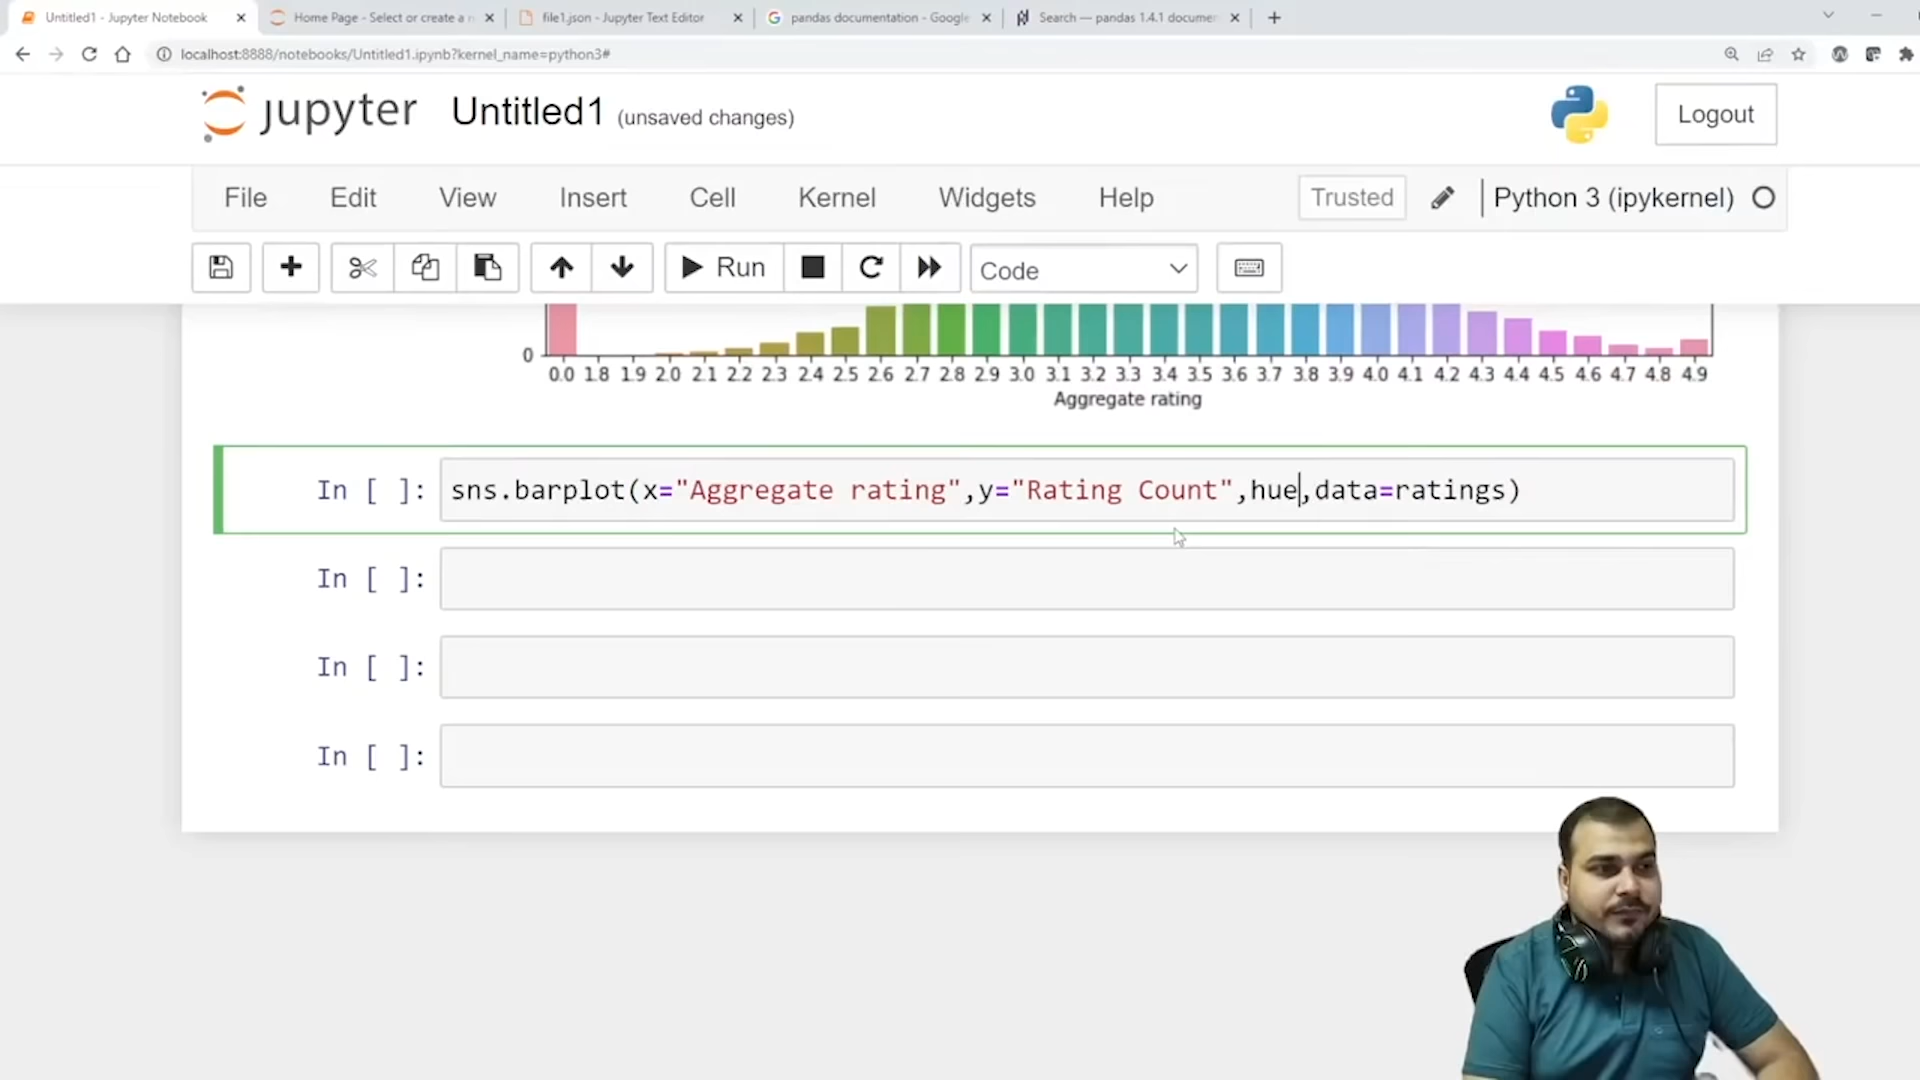 Untitled1 - Jupyter Notebook
Home Page - Select or create a n
file1.json - Jupyter Text Editor
pandas documentation - Google
Search — pandas 1.4.1 documen
localhost:8888/notebooks/Untitled1.ipynb?kernel_name=python3#
jupyter Untitled1 (unsaved changes)
Logout
File Edit View Insert Cell Kernel Widgets Help Trusted Python 3 (ipykernel)
Run Code
0
0.0 1.8 1.9 2.0 2.1 2.2 2.3 2.4 2.5 2.6 2.7 2.8 2.9 3.0 3.1 3.2 3.3 3.4 3.5 3.6 3.7 3.8 3.9 4.0 4.1 4.2 4.3 4.4 4.5 4.6 4.7 4.8 4.9
Aggregate rating
In [ ]: sns.barplot(x="Aggregate rating",y="Rating Count",hue,data=ratings)
In [ ]:
In [ ]:
In [ ]: